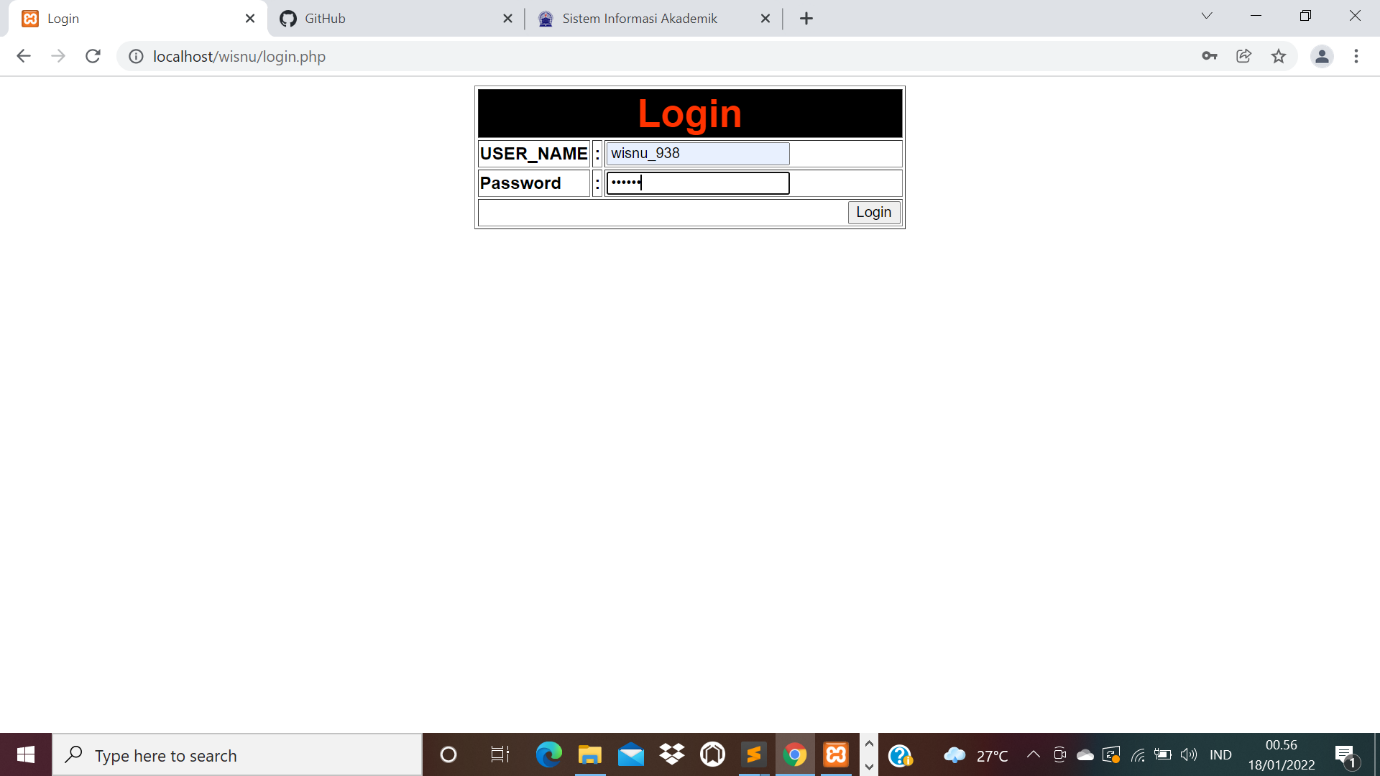 Login
GitHub
Sistem Informasi Akademik
localhost/wisnu/login.php
Login
USER_NAME : wisnu_938
Password : ••••••
Login
Type here to search
27°C
IND
00.56
18/01/2022
1